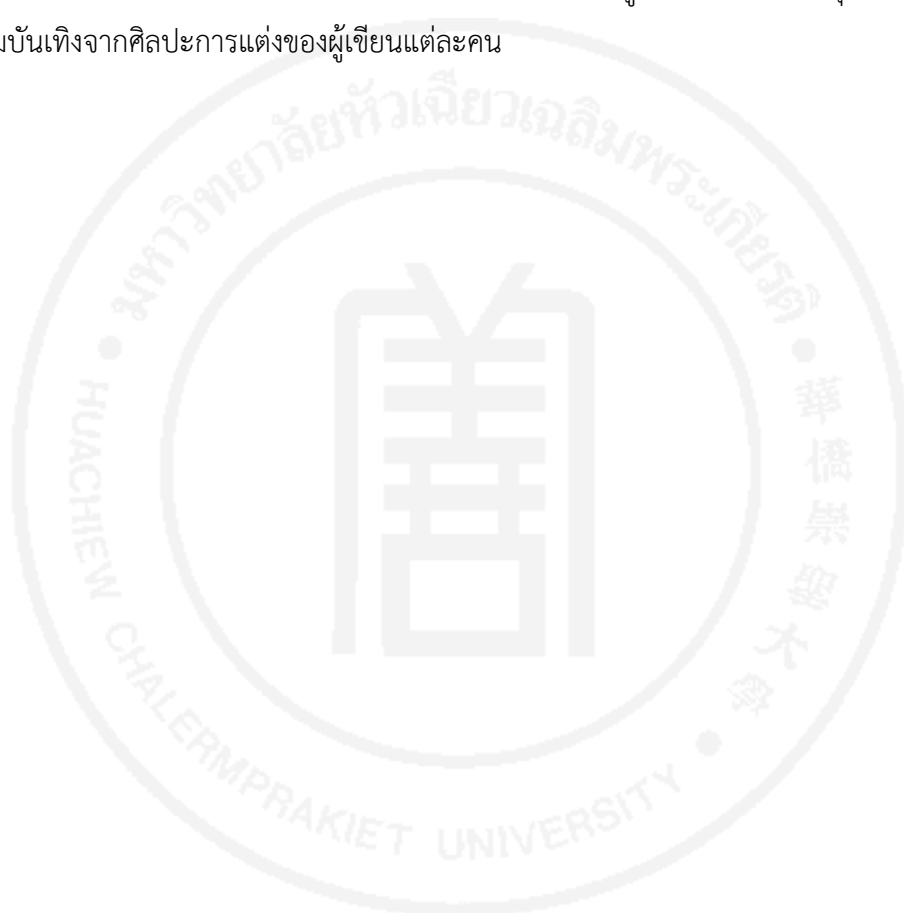 มบันเทิงจากศิลปะการแต่งของผู้เขียนแต่ละคน
มหาวิทยาลัยหัวเฉียวเฉลิมพระเกียรติ
華僑崇聖大學
HUACHIEW CHALERMPRAKIET UNIVERSITY